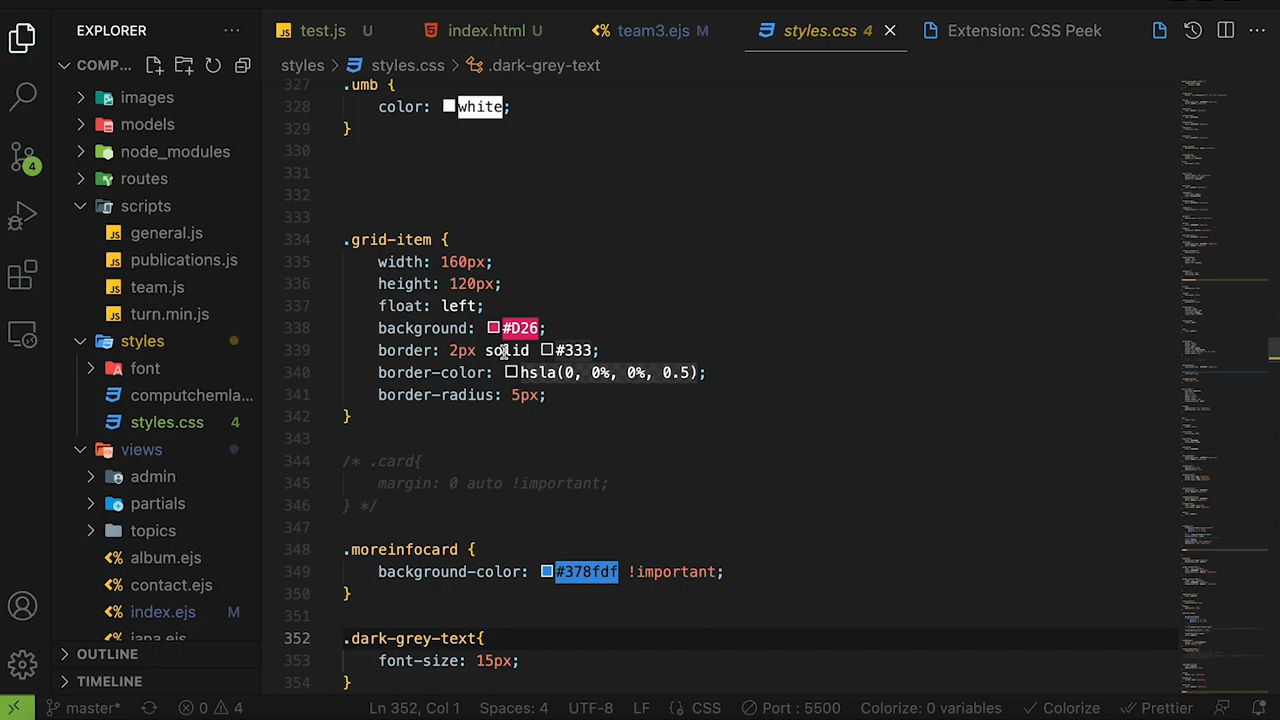 EXPLORER
test.js U
index.html U
team3.ejs M
styles.css 4
Extension: CSS Peek
COMP...
styles > styles.css > .dark-grey-text
images
models
node_modules
routes
scripts
general.js
publications.js
team.js
turn.min.js
styles
font
computchemla...
styles.css 4
views
admin
partials
topics
album.ejs
contact.ejs
index.ejs M
OUTLINE
TIMELINE
4
327 .umb {
328 color: white;
329 }
330
331
332
333
334 .grid-item {
335 width: 160px;
336 height: 120px;
337 float: left;
338 background: #D26;
339 border: 2px solid #333;
340 border-color: hsla(0, 0%, 0%, 0.5);
341 border-radius: 5px;
342 }
343
344 /* .card{
345 margin: 0 auto !important;
346 } */
347
348 .moreinfocard {
349 background-color: #378fdf !important;
350 }
351
352 .dark-grey-text{
353 font-size: 15px;
354 }
master* 0 4 Ln 352, Col 1 Spaces: 4 UTF-8 LF {} CSS Port : 5500 Colorize: 0 variables Colorize Prettier